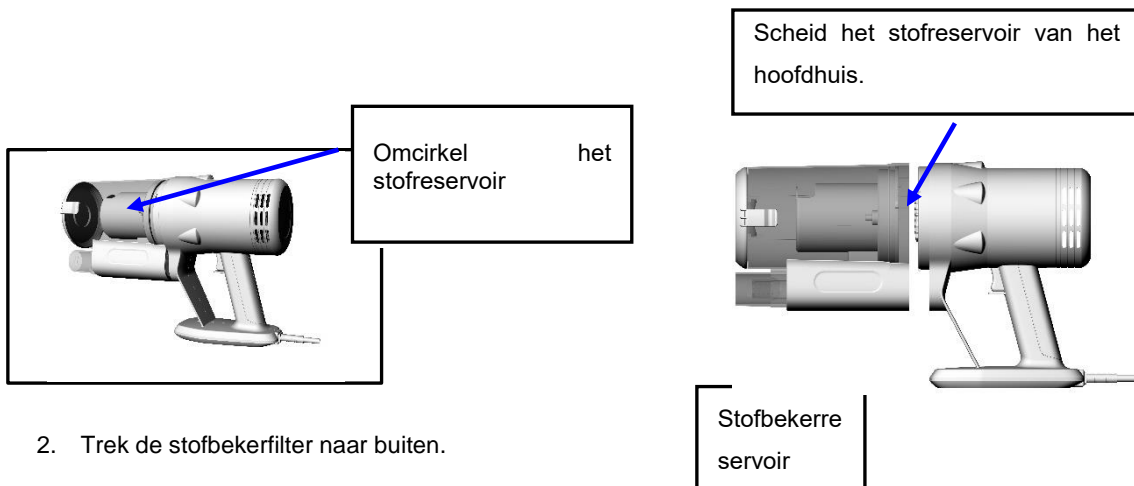 Scheid het stofreservoir van het
hoofdhuis.
Omcirkel het
stofreservoir
2. Trek de stofbekerfilter naar buiten.
Stofbekerre
servoir